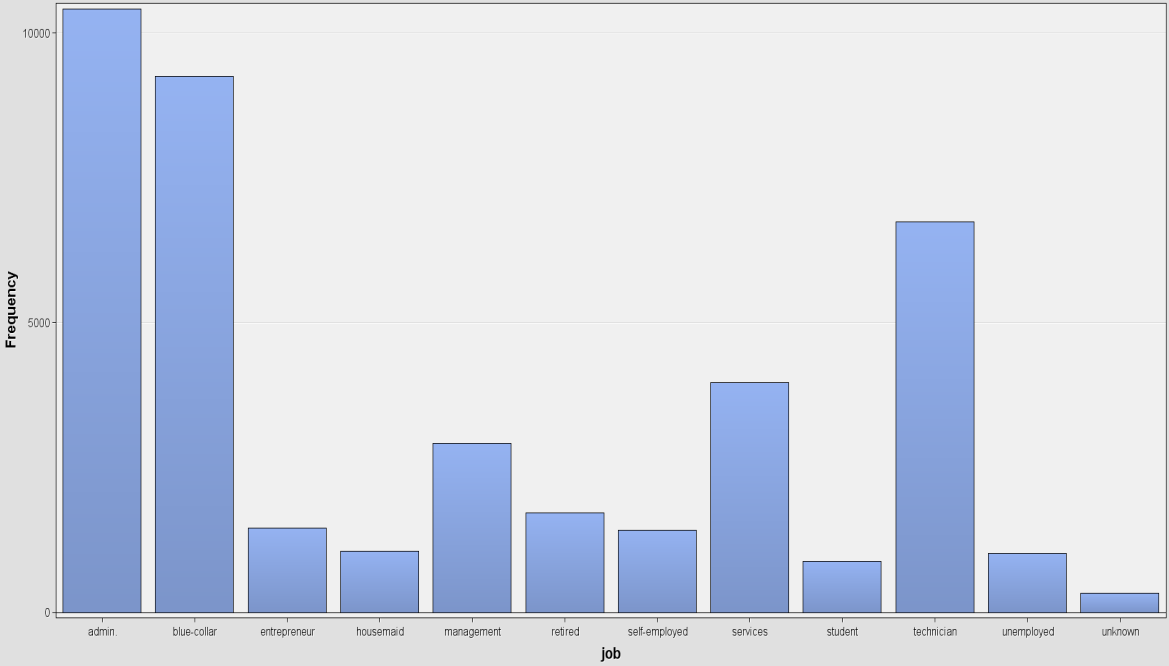 Frequency
10000
5000
0
admin. blue-collar entrepreneur housemaid management retired self-employed services student technician unemployed unknown
job